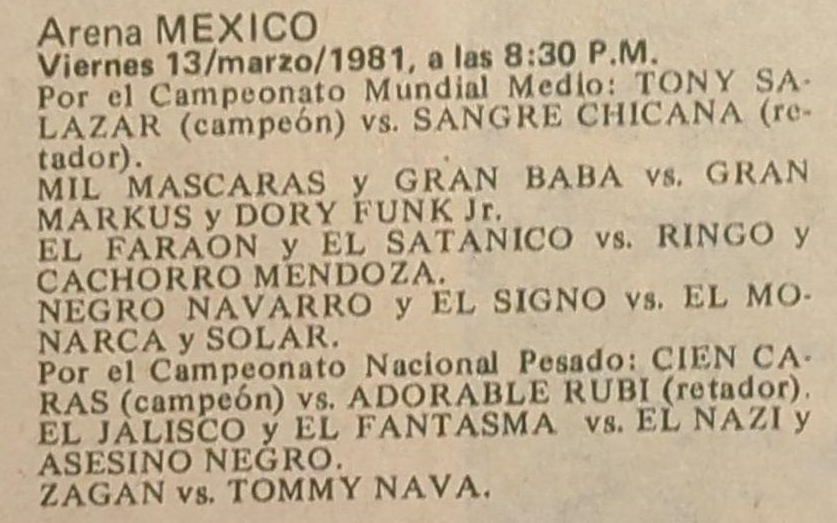 Arena MEXICO
Viernes 13/marzo/1981, a las 8:30 P.M.
Por el Campeonato Mundial Medio: TONY SA-
LAZAR (campeón) vs. SANGRE CHICANA (re-
tador).
MIL MASCARAS y GRAN BABA vs. GRAN
MARKUS y DORY FUNK Jr.
EL FARAON y EL SATANICO vs. RINGO y
CACHORRO MENDOZA.
NEGRO NAVARRO y EL SIGNO vs. EL MO-
NARCA y SOLAR.
Por el Campeonato Nacional Pesado: CIEN CA-
RAS (campeón) vs. ADORABLE RUBI (retador).
EL JALISCO y EL FANTASMA vs. EL NAZI y
ASESINO NEGRO.
ZAGAN vs. TOMMY NAVA.